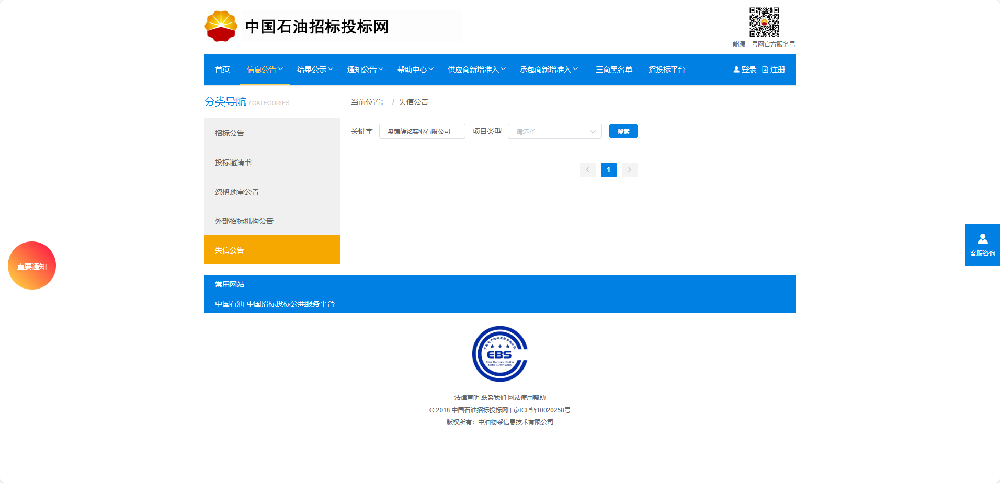 中国石油招标投标网
能源一号网官方服务号
首页 信息公告 结果公示 通知公告 帮助中心 供应商新增准入 承包商新增准入 三商黑名单 招投标平台 登录 注册
分类导航 / CATEGORIES
当前位置： / 失信公告
招标公告
投标邀请书
资格预审公告
外部招标机构公告
失信公告
关键字 盘锦静铭实业有限公司 项目类型 请选择 搜索
1
重要通知
客服咨询
常用网站
中国石油 中国招标投标公共服务平台
EBS
China Electronic Bidding
System Certification
法律声明 联系我们 网站使用帮助
© 2018 中国石油招标投标网 | 京ICP备10020258号
版权所有：中油物采信息技术有限公司